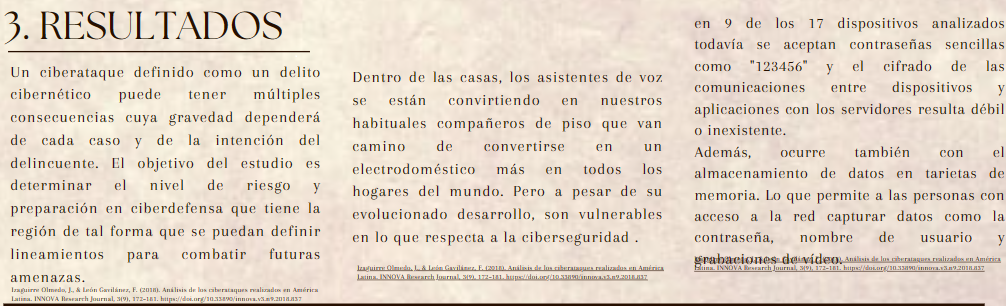 3. RESULTADOS
Un ciberataque definido como un delito
cibernético puede tener múltiples
consecuencias cuya gravedad dependerá
de cada caso y de la intención del
delincuente. El objetivo del estudio es
determinar el nivel de riesgo y
preparación en ciberdefensa que tiene la
región de tal forma que se puedan definir
lineamientos para combatir futuras
amenazas.
Izaguirre Olmedo, J., & León Gavilánez, F. (2018). Análisis de los ciberataques realizados en América
Latina. INNOVA Research Journal, 3(9), 172–181. https://doi.org/10.33890/innova.v3.n9.2018.837
Dentro de las casas, los asistentes de voz
se están convirtiendo en nuestros
habituales compañeros de piso que van
camino de convertirse en un
electrodoméstico más en todos los
hogares del mundo. Pero a pesar de su
evolucionado desarrollo, son vulnerables
en lo que respecta a la ciberseguridad .
Izaguirre Olmedo, J., & León Gavilánez, F. (2018). Análisis de los ciberataques realizados en América
Latina. INNOVA Research Journal, 3(9), 172–181. https://doi.org/10.33890/innova.v3.n9.2018.837
en 9 de los 17 dispositivos analizados
todavía se aceptan contraseñas sencillas
como "123456" y el cifrado de las
comunicaciones entre dispositivos y
aplicaciones con los servidores resulta débil
o inexistente.
Además, ocurre también con el
almacenamiento de datos en tarietas de
memoria. Lo que permite a las personas con
acceso a la red capturar datos como la
contraseña, nombre de usuario y
grabaciones de vídeo.
(2018). Análisis de los ciberataques realizados en América
Latina. INNOVA Research Journal, 3(9), 172–181. https://doi.org/10.33890/innova.v3.n9.2018.837